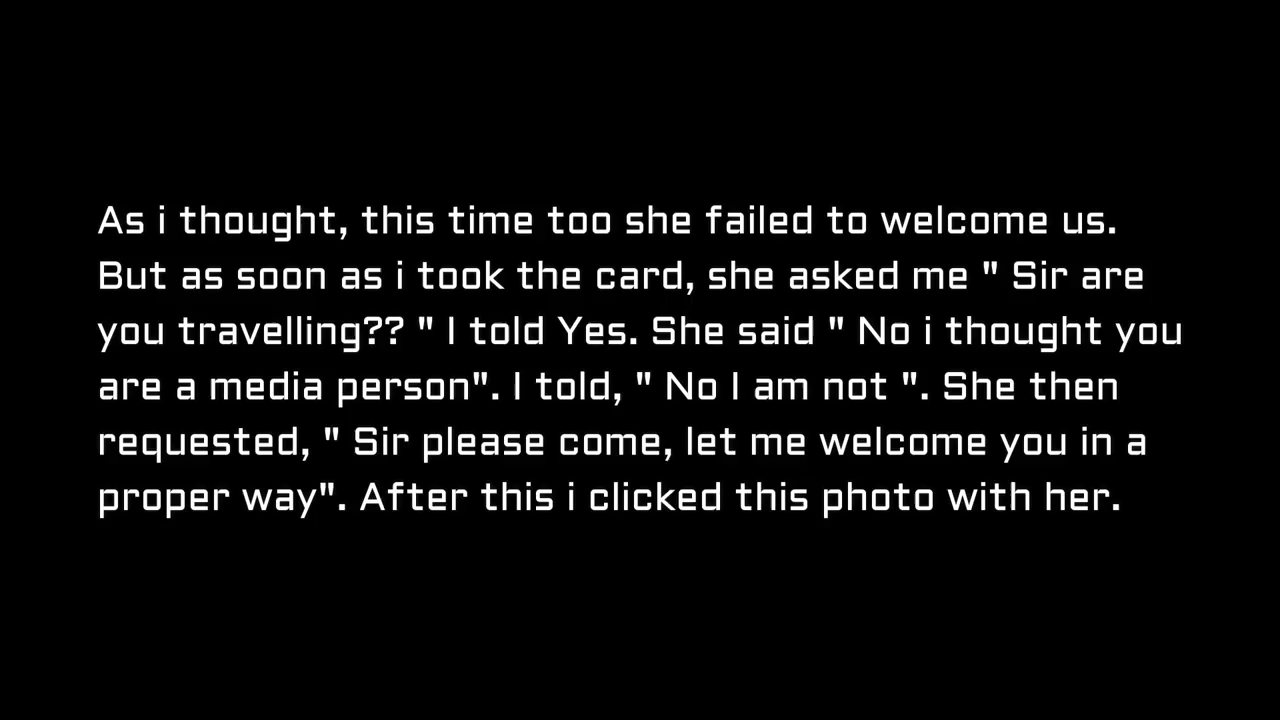 As i thought, this time too she failed to welcome us.
But as soon as i took the card, she asked me " Sir are
you travelling?? " I told Yes. She said " No i thought you
are a media person". I told, " No I am not ". She then
requested, " Sir please come, let me welcome you in a
proper way". After this i clicked this photo with her.